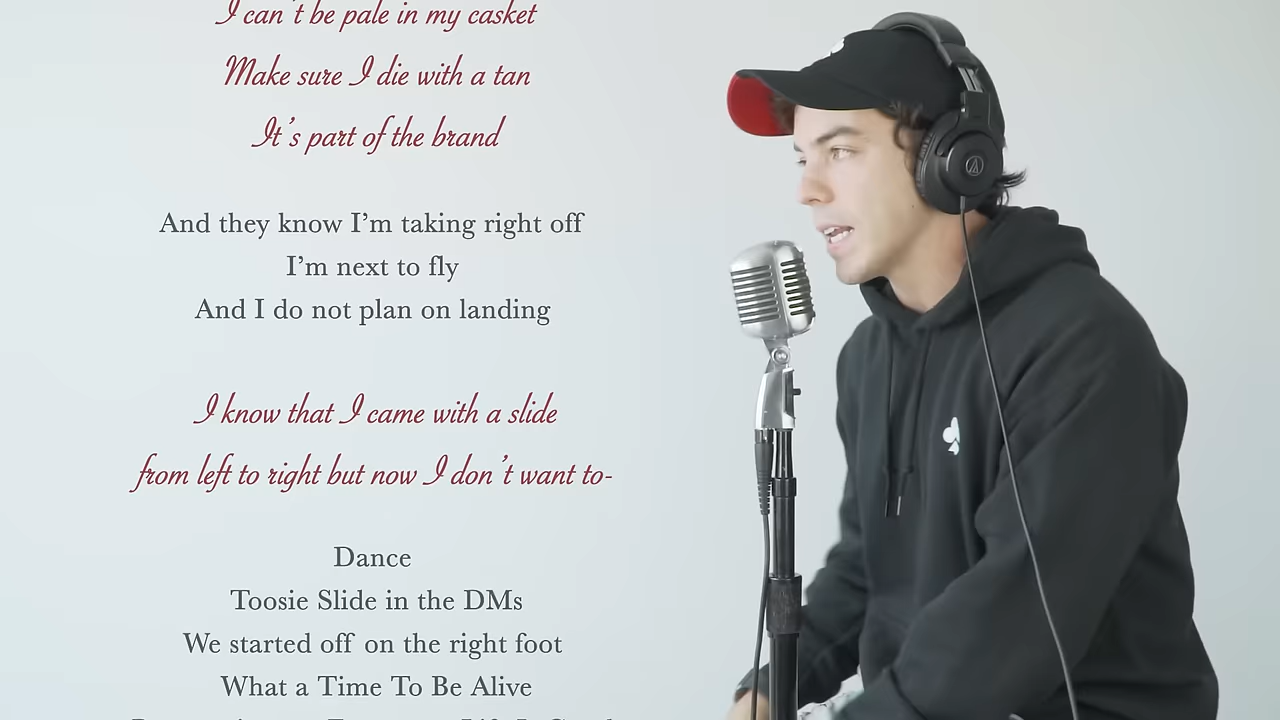 I can't be pale in my casket
Make sure I die with a tan
It's part of the brand
And they know I'm taking right off
I'm next to fly
And I do not plan on landing
I know that I came with a slide
from left to right but now I don't want to-
Dance
Toosie Slide in the DMs
We started off on the right foot
What a Time To Be Alive